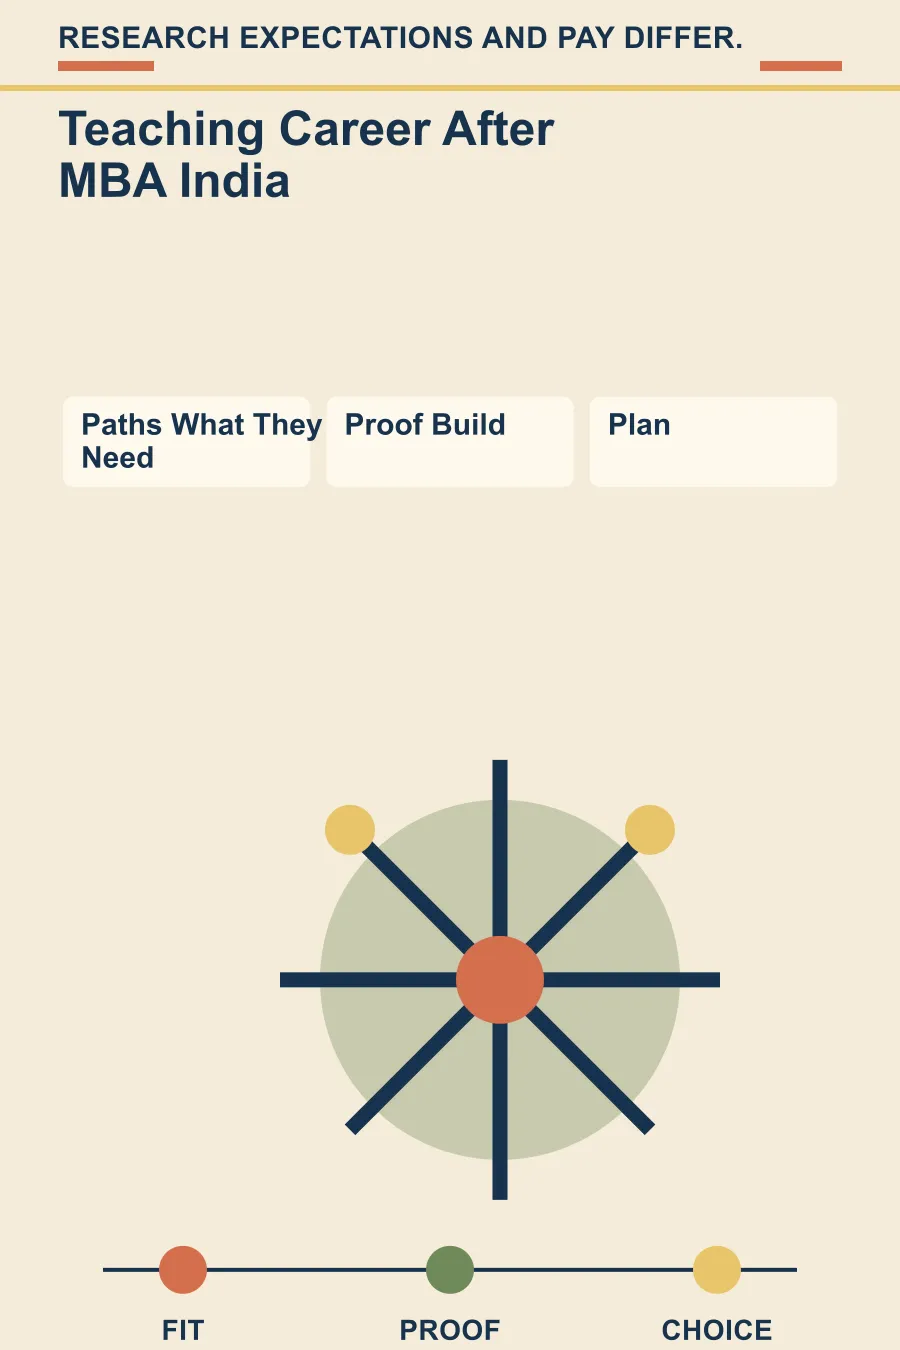 RESEARCH EXPECTATIONS AND PAY DIFFER.
Teaching Career After
MBA India
Paths What They
Need
Proof Build
Plan
FIT
PROOF
CHOICE